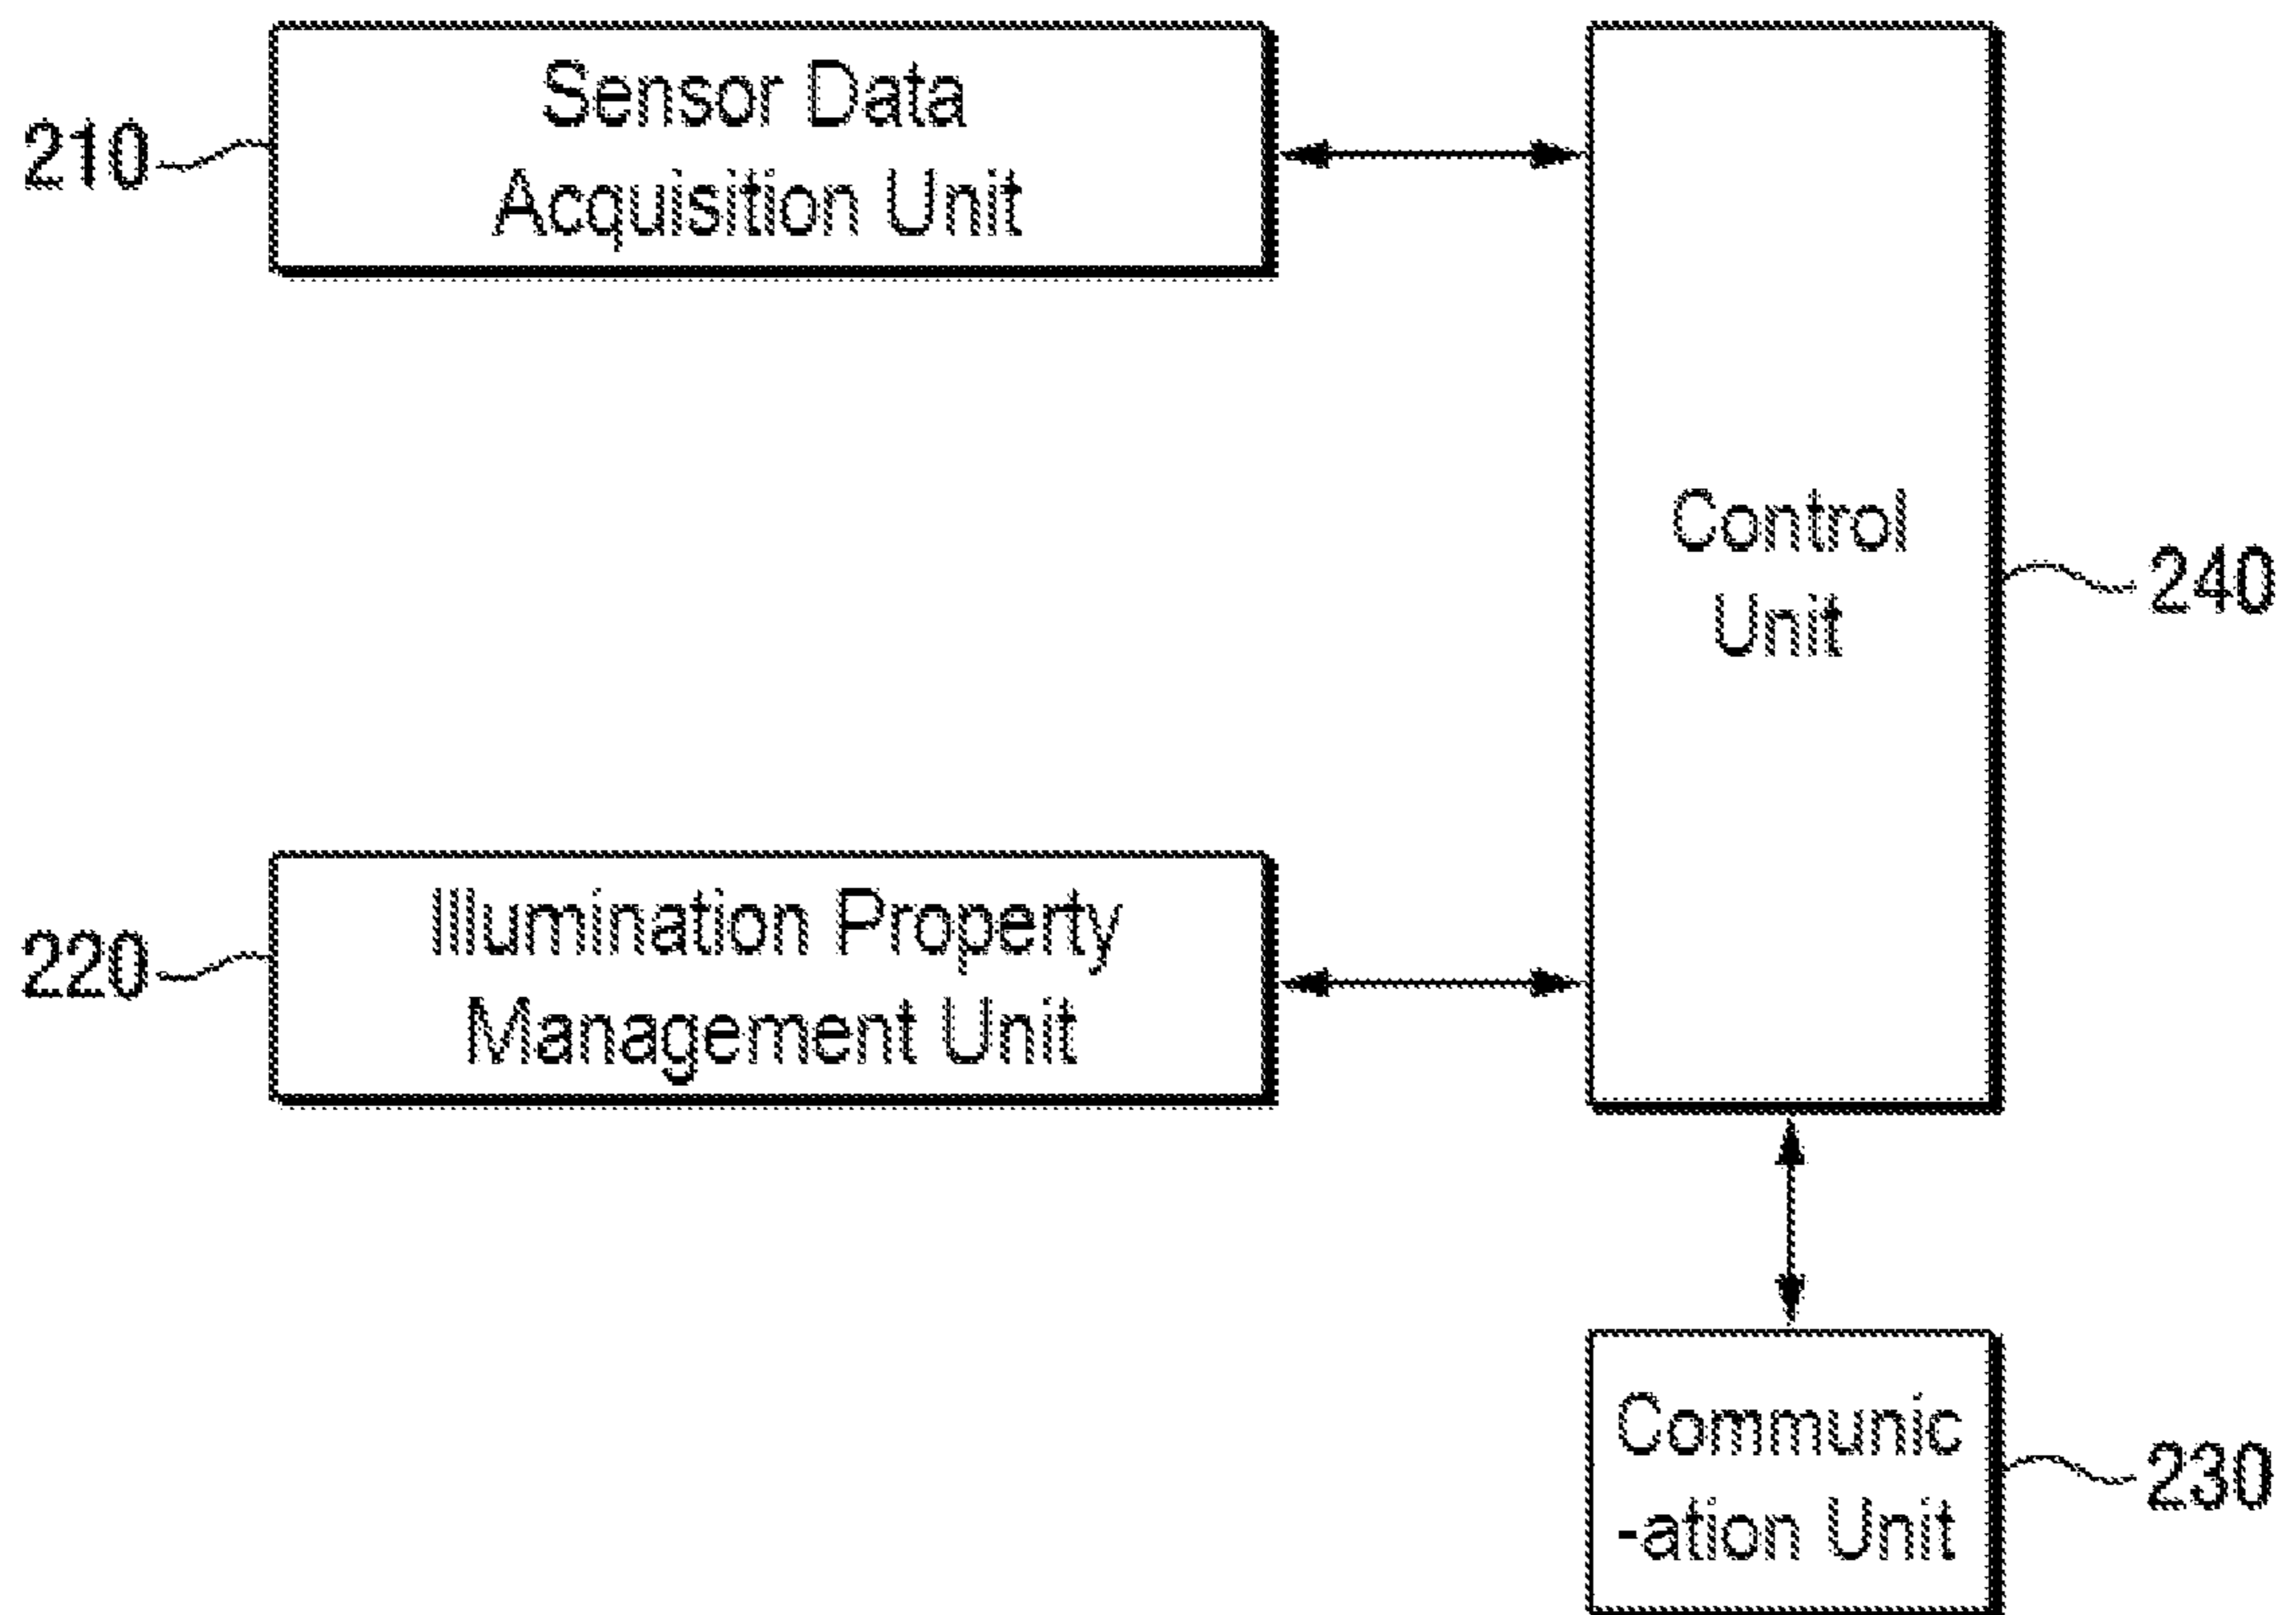 210
Sensor Data
Acquisition Unit
Control
Unit
240
220
Illumination Property
Management Unit
Communic
-ation Unit
230